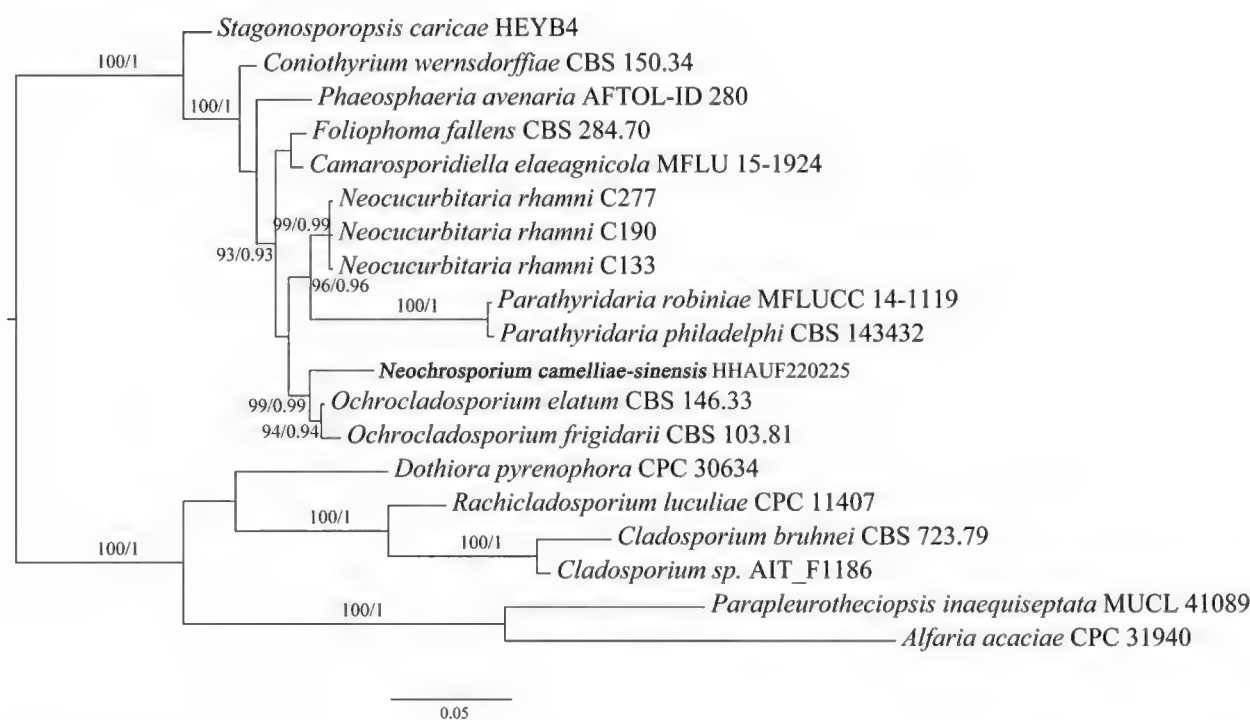 Stagonosporopsis caricae HEYB4
100/1
Coniothyrium wernsdorffiae CBS 150.34
100/1
Phaeosphaeria avenaria AFTOL-ID 280
Foliophoma fallens CBS 284.70
Camarosporidiella elaeagnicola MFLU 15-1924
Neocucurbitaria rhamni C277
99/0.99
Neocucurbitaria rhamni C190
93/0.93
Neocucurbitaria rhamni C133
96/0.96
100/1
Parathyridaria robiniae MFLUCC 14-1119
Parathyridaria philadelphi CBS 143432
Neochrosporium camelliae-sinensis HHAUF220225
99/0.99
Ochrocladosporium elatum CBS 146.33
94/0.94
Ochrocladosporium frigidarii CBS 103.81
Dothiora pyrenophora CPC 30634
Rachicladosporium luculiae CPC 11407
100/1
Cladosporium bruhnei CBS 723.79
100/1
100/1
Cladosporium sp. AIT_F1186
Parapleurotheciopsis inaequiseptata MUCL 41089
100/1
Alfaria acaciae CPC 31940
0.05